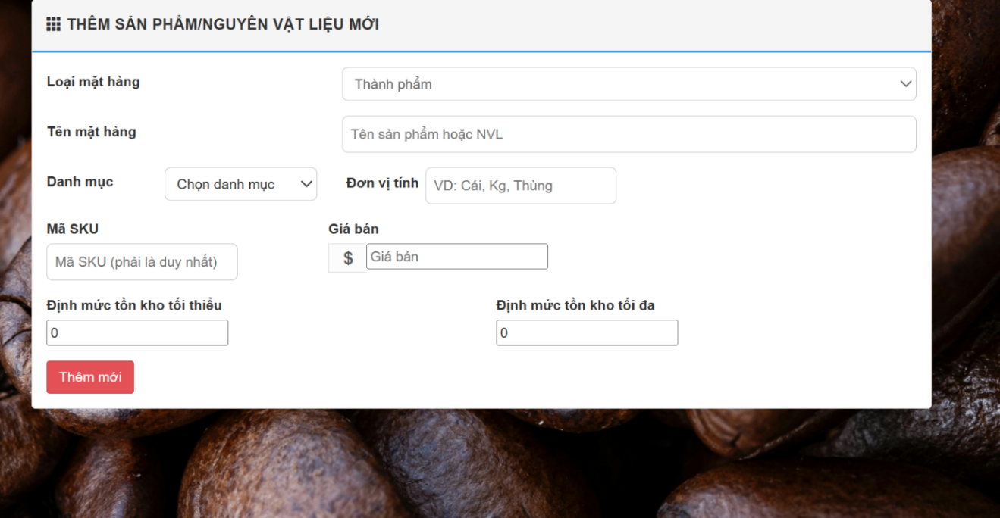 THÊM SẢN PHẨM/NGUYÊN VẬT LIỆU MỚI
Loại mặt hàng
Thành phẩm
Tên mặt hàng
Tên sản phẩm hoặc NVL
Danh mục
Chọn danh mục
Đơn vị tính
VD: Cái, Kg, Thùng
Mã SKU
Giá bán
Mã SKU (phải là duy nhất)
$
Giá bán
Định mức tồn kho tối thiểu
Định mức tồn kho tối đa
0
0
Thêm mới